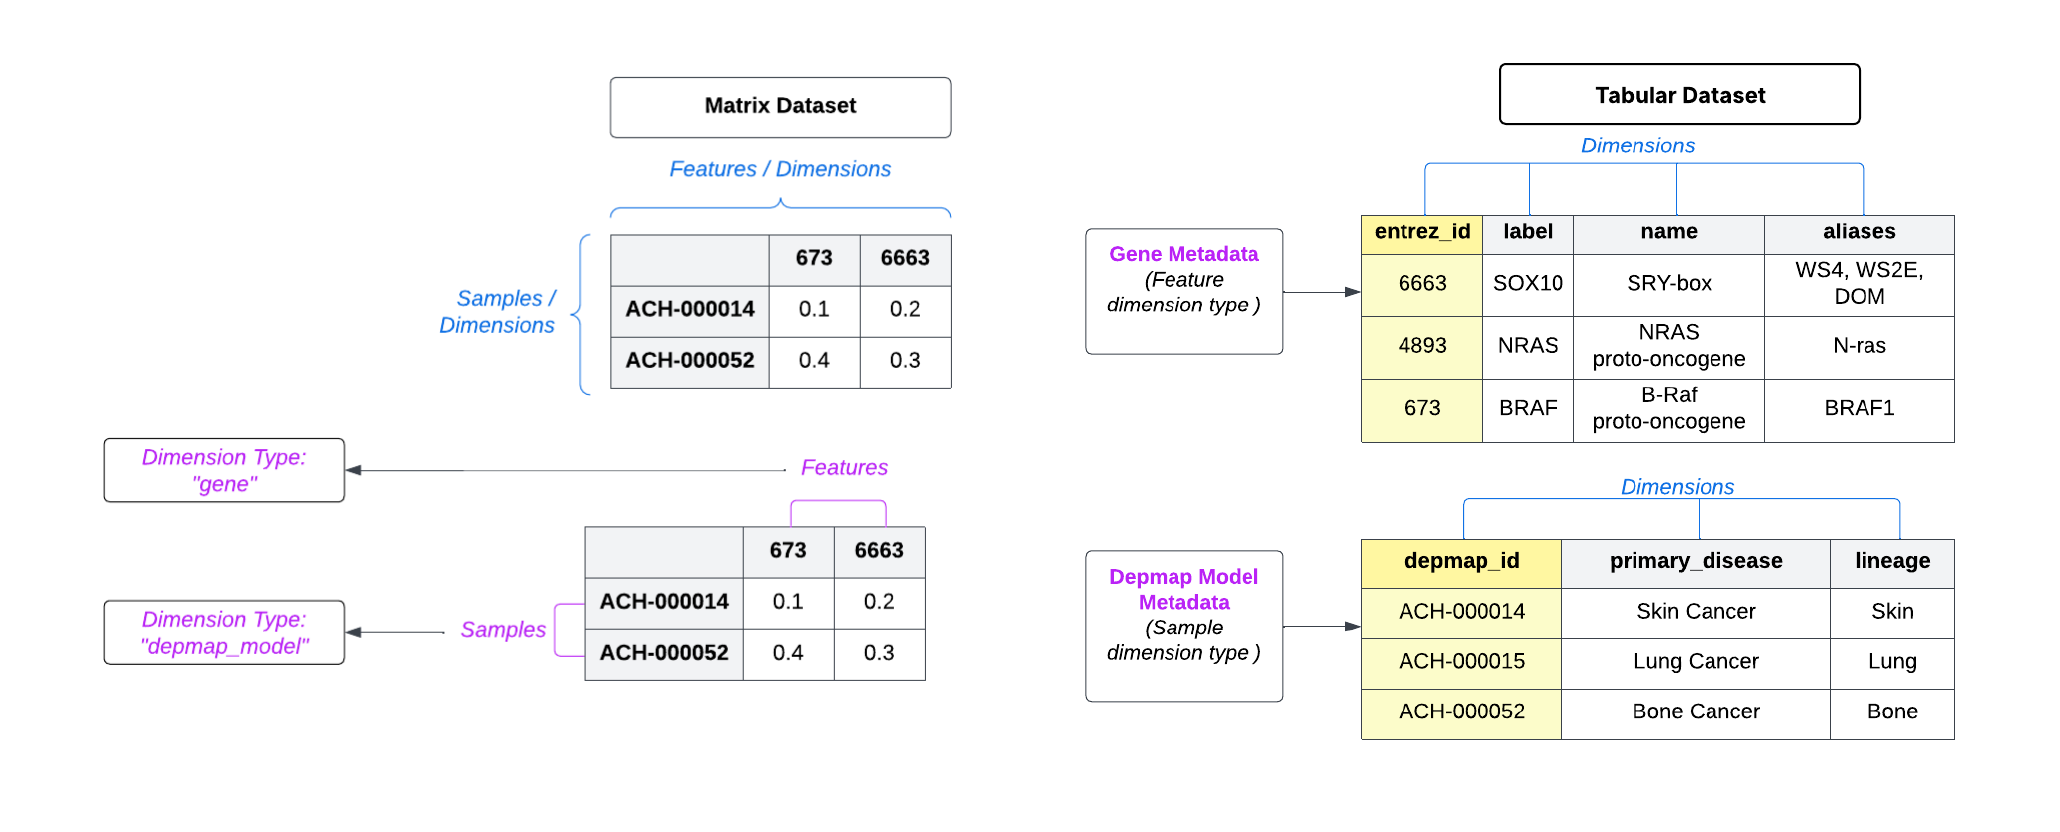 Matrix Dataset
Features / Dimensions
Samples /
Dimensions
673 6663
ACH-000014 0.1 0.2
ACH-000052 0.4 0.3
Dimension Type:
"gene"
Features
Dimension Type:
"depmap_model"
Samples
673 6663
ACH-000014 0.1 0.2
ACH-000052 0.4 0.3
Tabular Dataset
Dimensions
Gene Metadata
(Feature
dimension type )
entrez_id label name aliases
6663 SOX10 SRY-box WS4, WS2E,
DOM
4893 NRAS NRAS
proto-oncogene N-ras
673 BRAF B-Raf
proto-oncogene BRAF1
Dimensions
Depmap Model
Metadata
(Sample
dimension type )
depmap_id primary_disease lineage
ACH-000014 Skin Cancer Skin
ACH-000015 Lung Cancer Lung
ACH-000052 Bone Cancer Bone